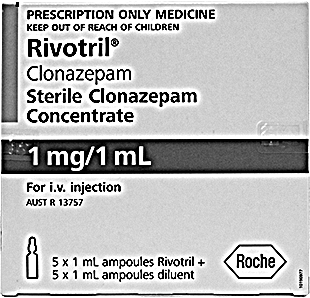 PRESCRIPTION ONLY MEDICINE
KEEP OUT OF REACH OF CHILDREN
Rivotril®
Clonazepam
Sterile Clonazepam
Concentrate
1 mg/1 mL
For i.v. injection
AUST R 13757
5 x 1 mL ampoules Rivotril +
5 x 1 mL ampoules diluent
Roche